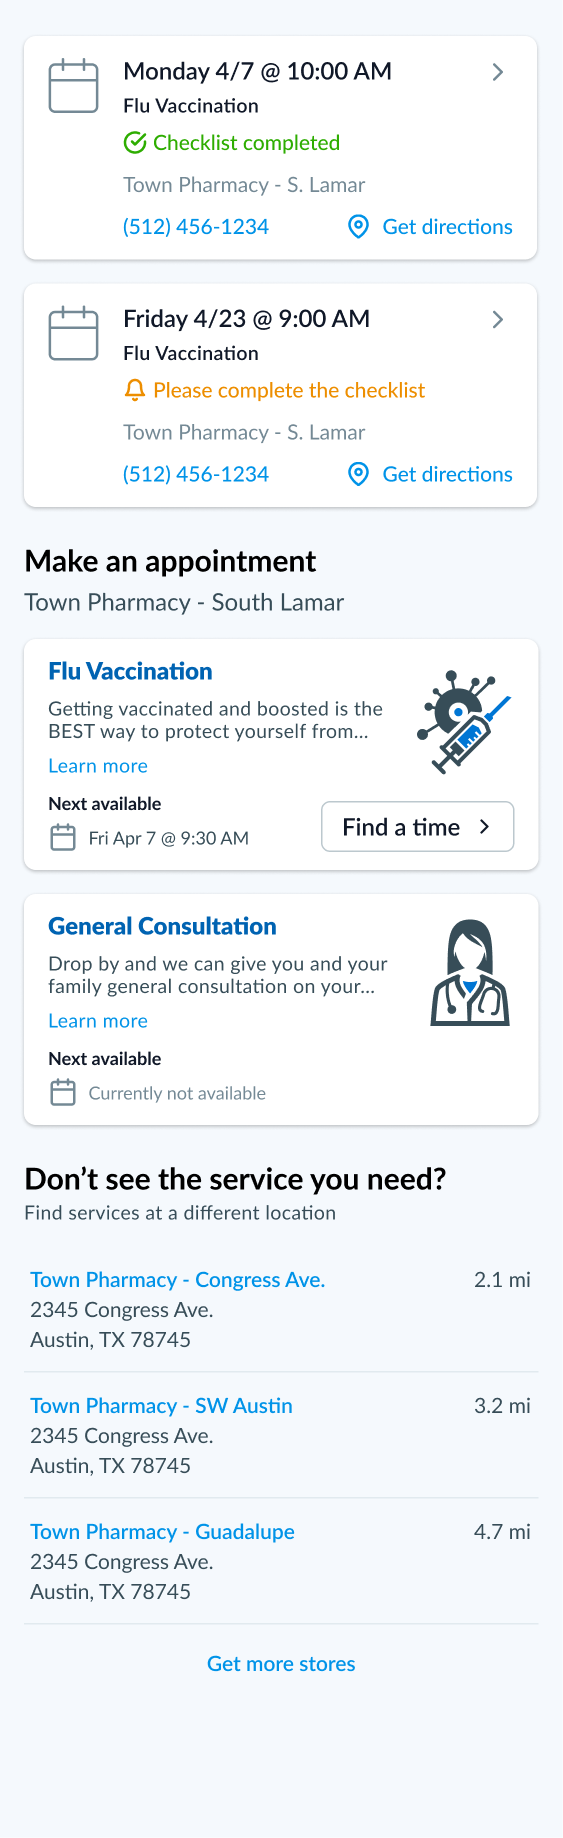 Monday 4/7 @ 10:00 AM
Flu Vaccination
Checklist completed
Town Pharmacy - S. Lamar
(512) 456-1234 Get directions
Friday 4/23 @ 9:00 AM
Flu Vaccination
Please complete the checklist
Town Pharmacy - S. Lamar
(512) 456-1234 Get directions
Make an appointment
Town Pharmacy - South Lamar
Flu Vaccination
Getting vaccinated and boosted is the
BEST way to protect yourself from...
Learn more
Next available
Fri Apr 7 @ 9:30 AM
Find a time
General Consultation
Drop by and we can give you and your
family general consultation on your...
Learn more
Next available
Currently not available
Don’t see the service you need?
Find services at a different location
Town Pharmacy - Congress Ave. 2.1 mi
2345 Congress Ave.
Austin, TX 78745
Town Pharmacy - SW Austin 3.2 mi
2345 Congress Ave.
Austin, TX 78745
Town Pharmacy - Guadalupe 4.7 mi
2345 Congress Ave.
Austin, TX 78745
Get more stores